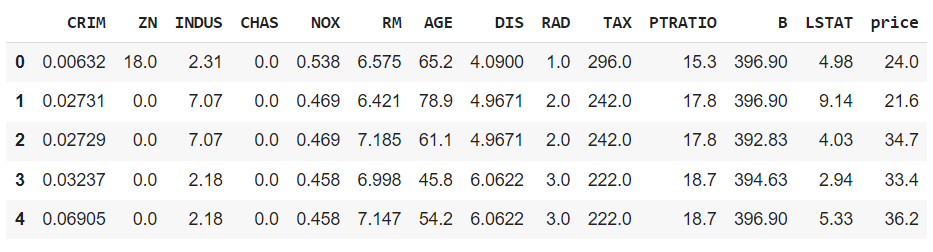 CRIM ZN INDUS CHAS NOX RM AGE DIS RAD TAX PTRATIO B LSTAT price
0 0.00632 18.0 2.31 0.0 0.538 6.575 65.2 4.0900 1.0 296.0 15.3 396.90 4.98 24.0
1 0.02731 0.0 7.07 0.0 0.469 6.421 78.9 4.9671 2.0 242.0 17.8 396.90 9.14 21.6
2 0.02729 0.0 7.07 0.0 0.469 7.185 61.1 4.9671 2.0 242.0 17.8 392.83 4.03 34.7
3 0.03237 0.0 2.18 0.0 0.458 6.998 45.8 6.0622 3.0 222.0 18.7 394.63 2.94 33.4
4 0.06905 0.0 2.18 0.0 0.458 7.147 54.2 6.0622 3.0 222.0 18.7 396.90 5.33 36.2